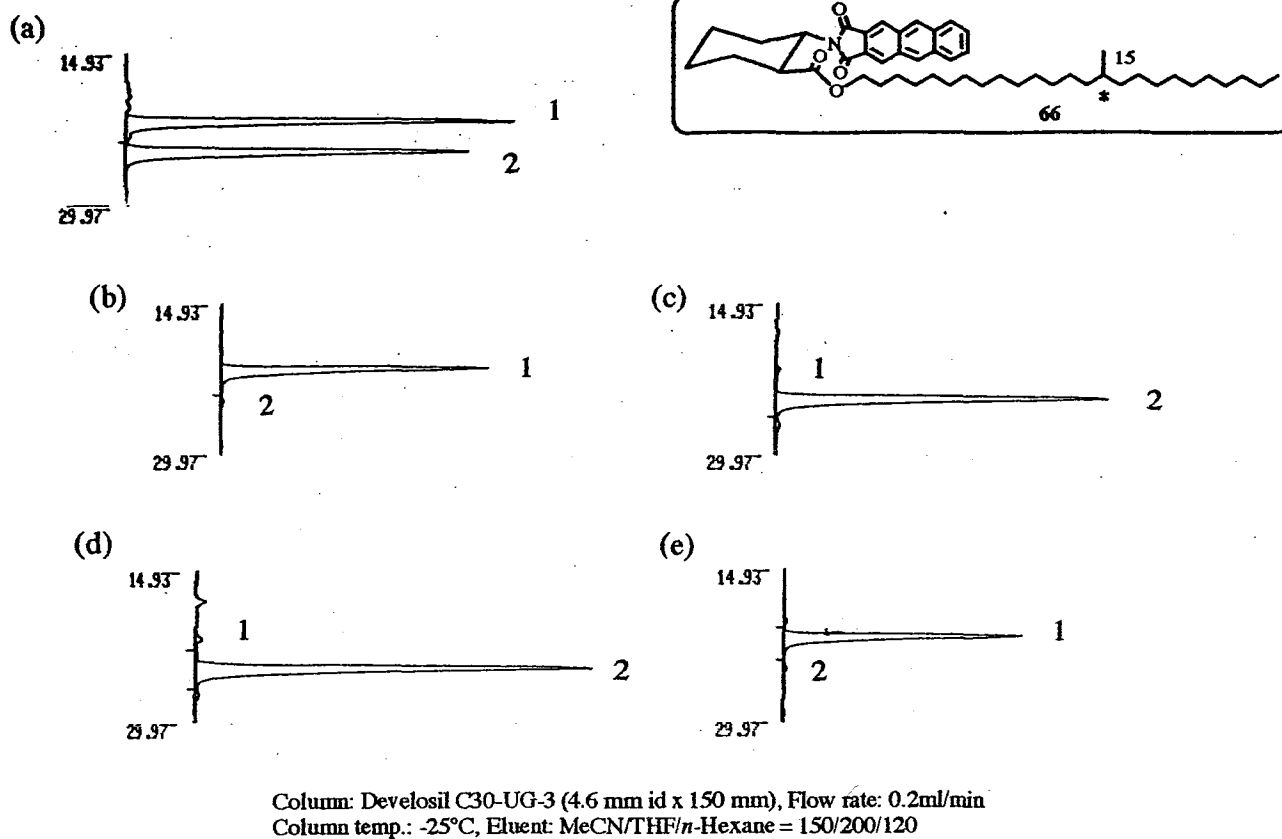 (a)
14.93
1
2
29.97
O
N
O
O
O
15
*
66
(b)
14.93
1
2
29.97
(c)
14.93
1
2
29.97
(d)
14.93
1
2
29.97
(e)
14.93
1
2
29.97
Column: Develosil C30-UG-3 (4.6 mm id x 150 mm), Flow rate: 0.2ml/min
Column temp.: -25°C, Eluent: MeCN/THF/n-Hexane = 150/200/120